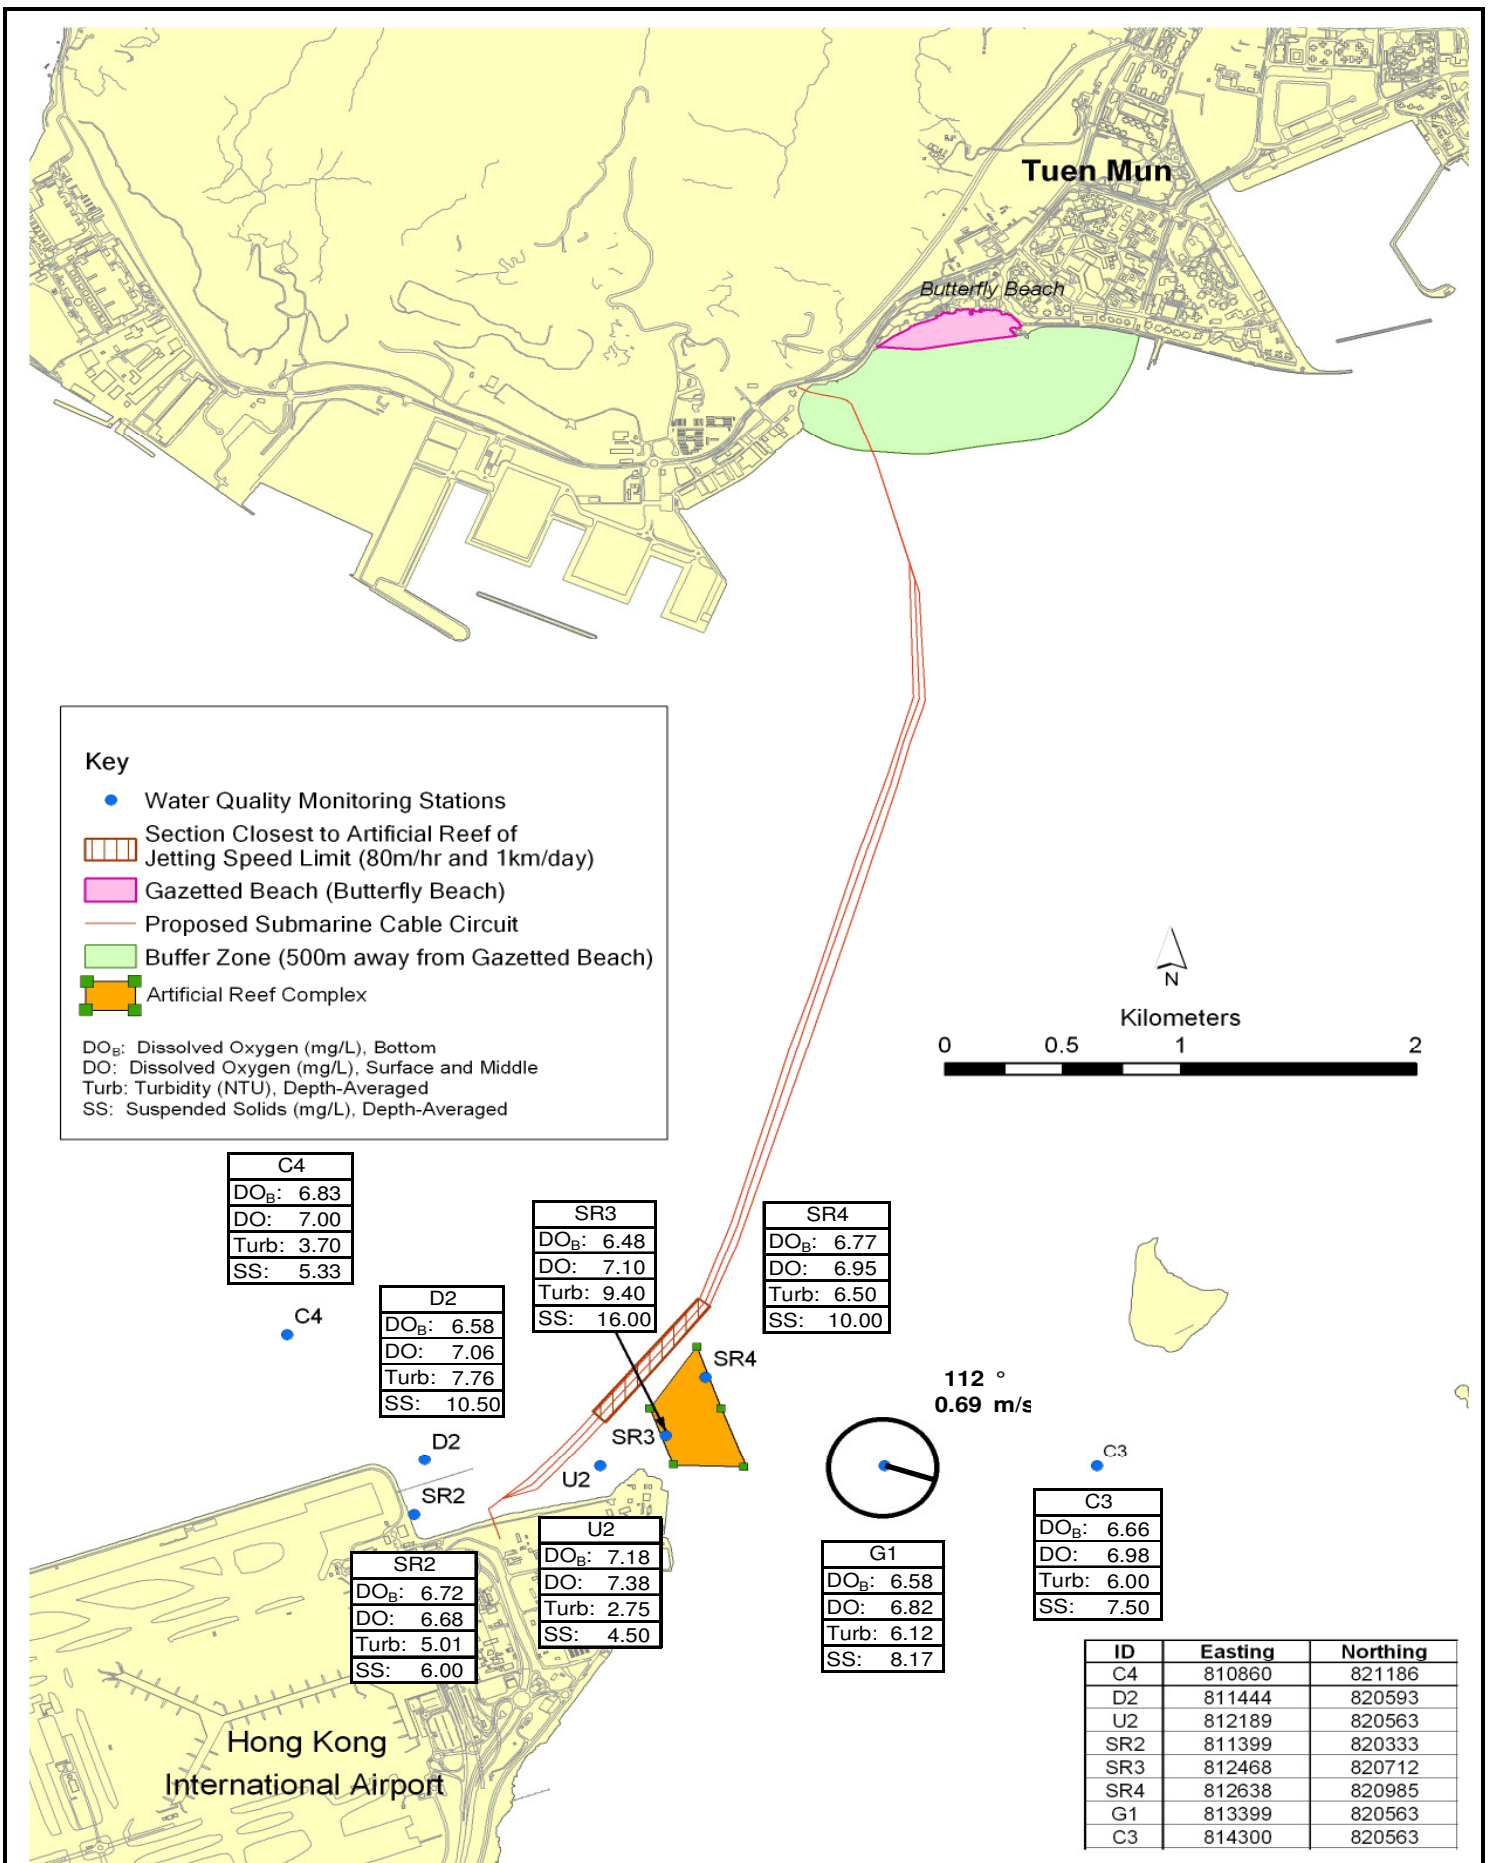 Tuen Mun
Butterfly Beach
Key
Water Quality Monitoring Stations
Section Closest to Artificial Reef of
Jetting Speed Limit (80m/hr and 1km/day)
Gazetted Beach (Butterfly Beach)
Proposed Submarine Cable Circuit
Buffer Zone (500m away from Gazetted Beach)
Artificial Reef Complex
DOB: Dissolved Oxygen (mg/L), Bottom
DO: Dissolved Oxygen (mg/L), Surface and Middle
Turb: Turbidity (NTU), Depth-Averaged
SS: Suspended Solids (mg/L), Depth-Averaged
N
Kilometers
0 0.5 1 2
C4
DOB: 6.83
DO: 7.00
Turb: 3.70
SS: 5.33
SR3
DOB: 6.48
DO: 7.10
Turb: 9.40
SS: 16.00
SR4
DOB: 6.77
DO: 6.95
Turb: 6.50
SS: 10.00
D2
DOB: 6.58
DO: 7.06
Turb: 7.76
SS: 10.50
C4
SR4
112 °
0.69 m/s
SR3
D2
C3
U2
SR2
C3
DOB: 6.66
DO: 6.98
Turb: 6.00
SS: 7.50
U2
DOB: 7.18
DO: 7.38
Turb: 2.75
SS: 4.50
G1
DOB: 6.58
DO: 6.82
Turb: 6.12
SS: 8.17
SR2
DOB: 6.72
DO: 6.68
Turb: 5.01
SS: 6.00
Hong Kong
International Airport
ID Easting Northing
C4 810860 821186
D2 811444 820593
U2 812189 820563
SR2 811399 820333
SR3 812468 820712
SR4 812638 820985
G1 813399 820563
C3 814300 820563